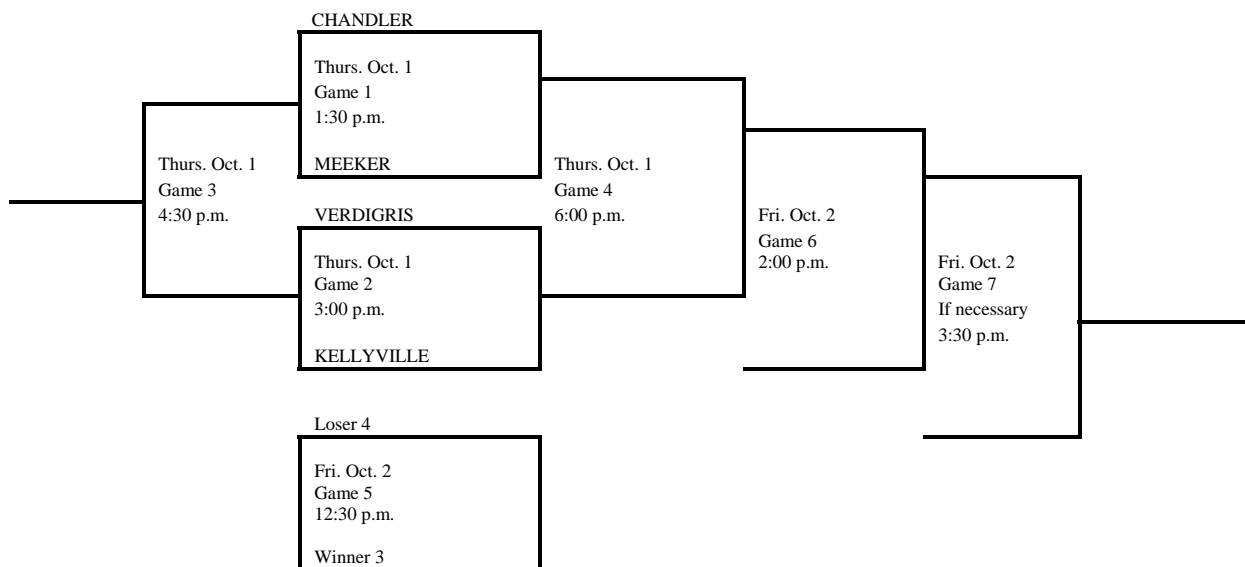 CHANDLER
Thurs. Oct. 1
Game 1
1:30 p.m.
MEEKER
Thurs. Oct. 1
Game 3
4:30 p.m.
VERDIGRIS
Thurs. Oct. 1
Game 2
3:00 p.m.
KELLYVILLE
Thurs. Oct. 1
Game 4
6:00 p.m.
Fri. Oct. 2
Game 6
2:00 p.m.
Fri. Oct. 2
Game 7
If necessary
3:30 p.m.
Loser 4
Fri. Oct. 2
Game 5
12:30 p.m.
Winner 3